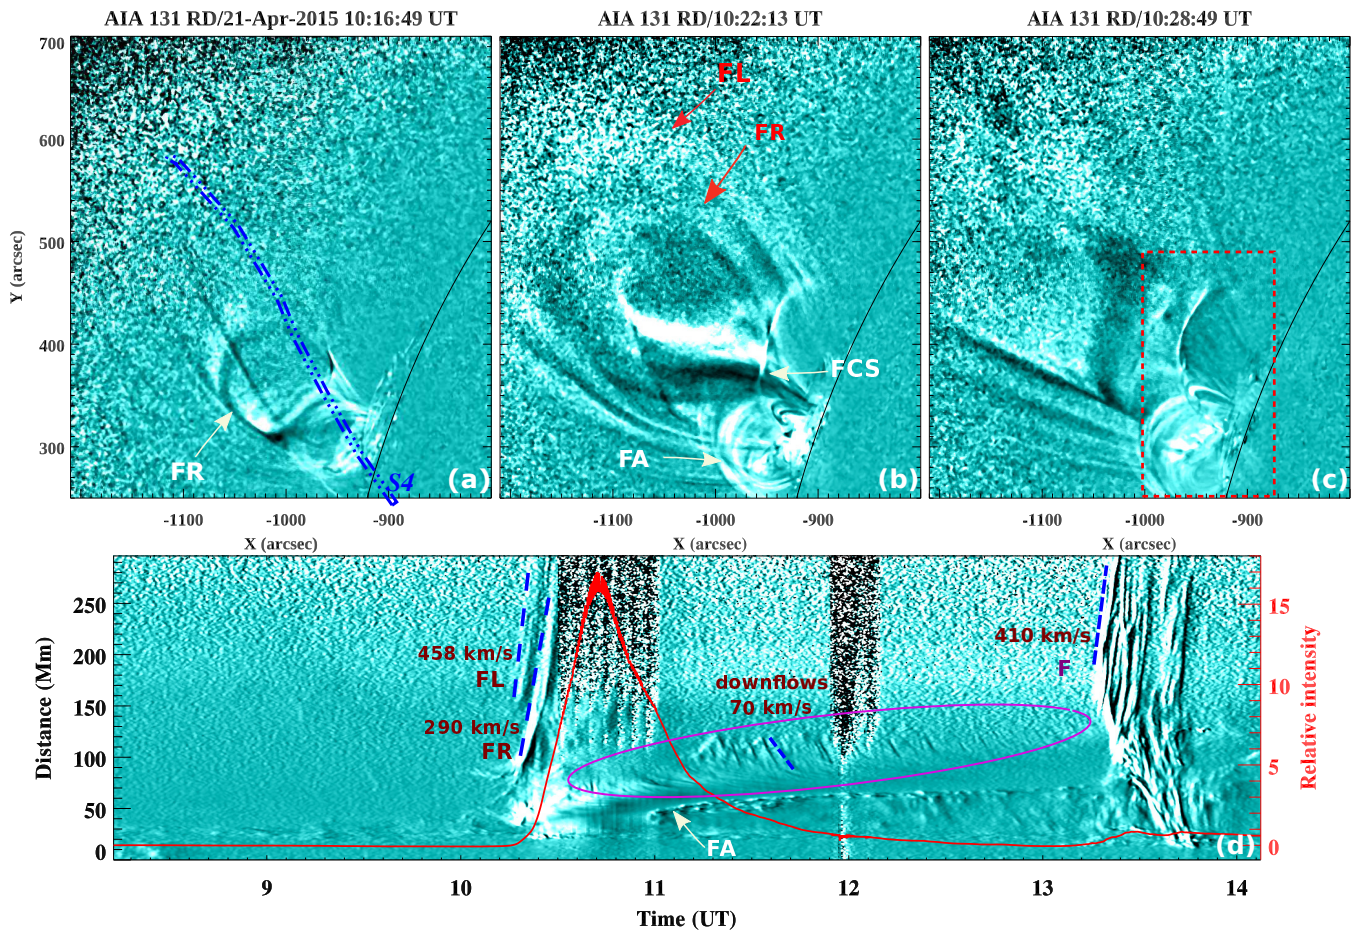 AIA 131 RD/21-Apr-2015 10:16:49 UT
AIA 131 RD/10:22:13 UT
AIA 131 RD/10:28:49 UT
700
600
500
400
300
Y (arcsec)
FR
S4
(a)
FL
FR
FCS
FA
(b)
(c)
-1100 -1000 -900
-1100 -1000 -900
-1100 -1000 -900
X (arcsec)
X (arcsec)
X (arcsec)
250
200
150
100
50
0
Distance (Mm)
458 km/s
FL
290 km/s
FR
downflows
70 km/s
410 km/s
F
FA
(d)
15
10
5
0
Relative intensity
9 10 11 12 13 14
Time (UT)